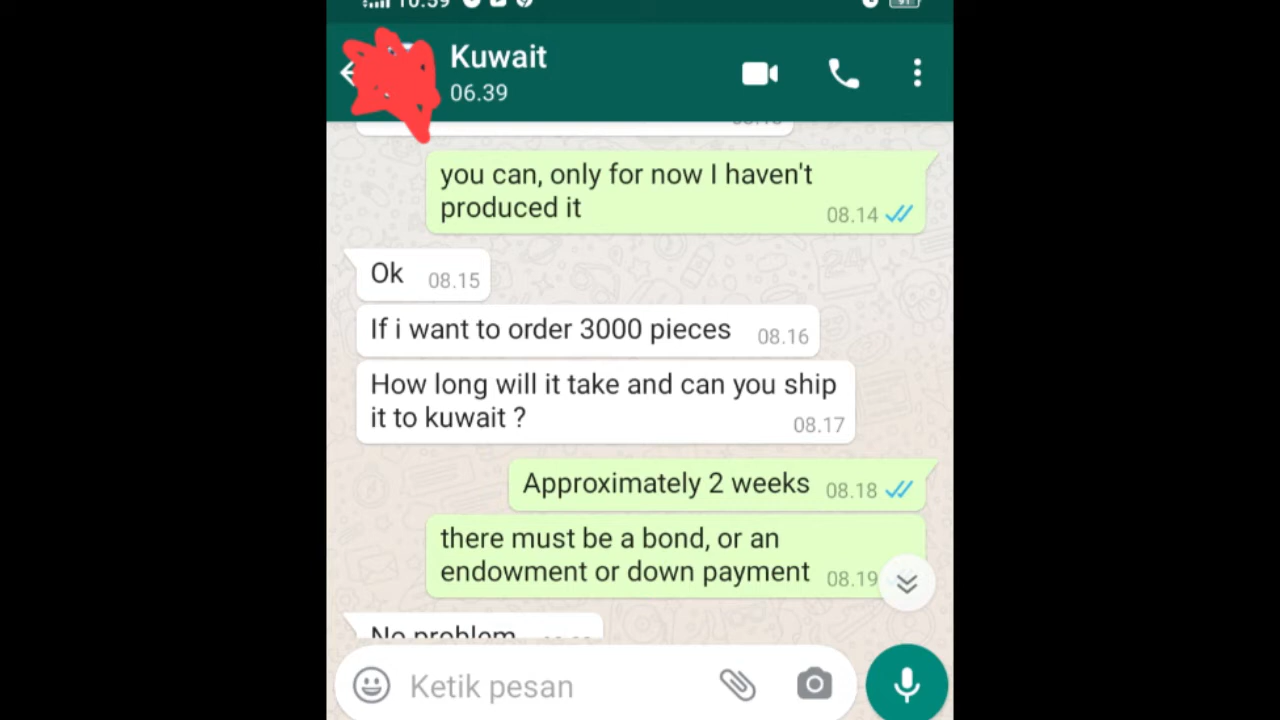 10.59
91
Kuwait
06.39
you can, only for now I haven't
produced it
08.14
Ok
08.15
If i want to order 3000 pieces
08.16
How long will it take and can you ship
it to kuwait ?
08.17
Approximately 2 weeks
08.18
there must be a bond, or an
endowment or down payment
08.19
No problem
Ketik pesan